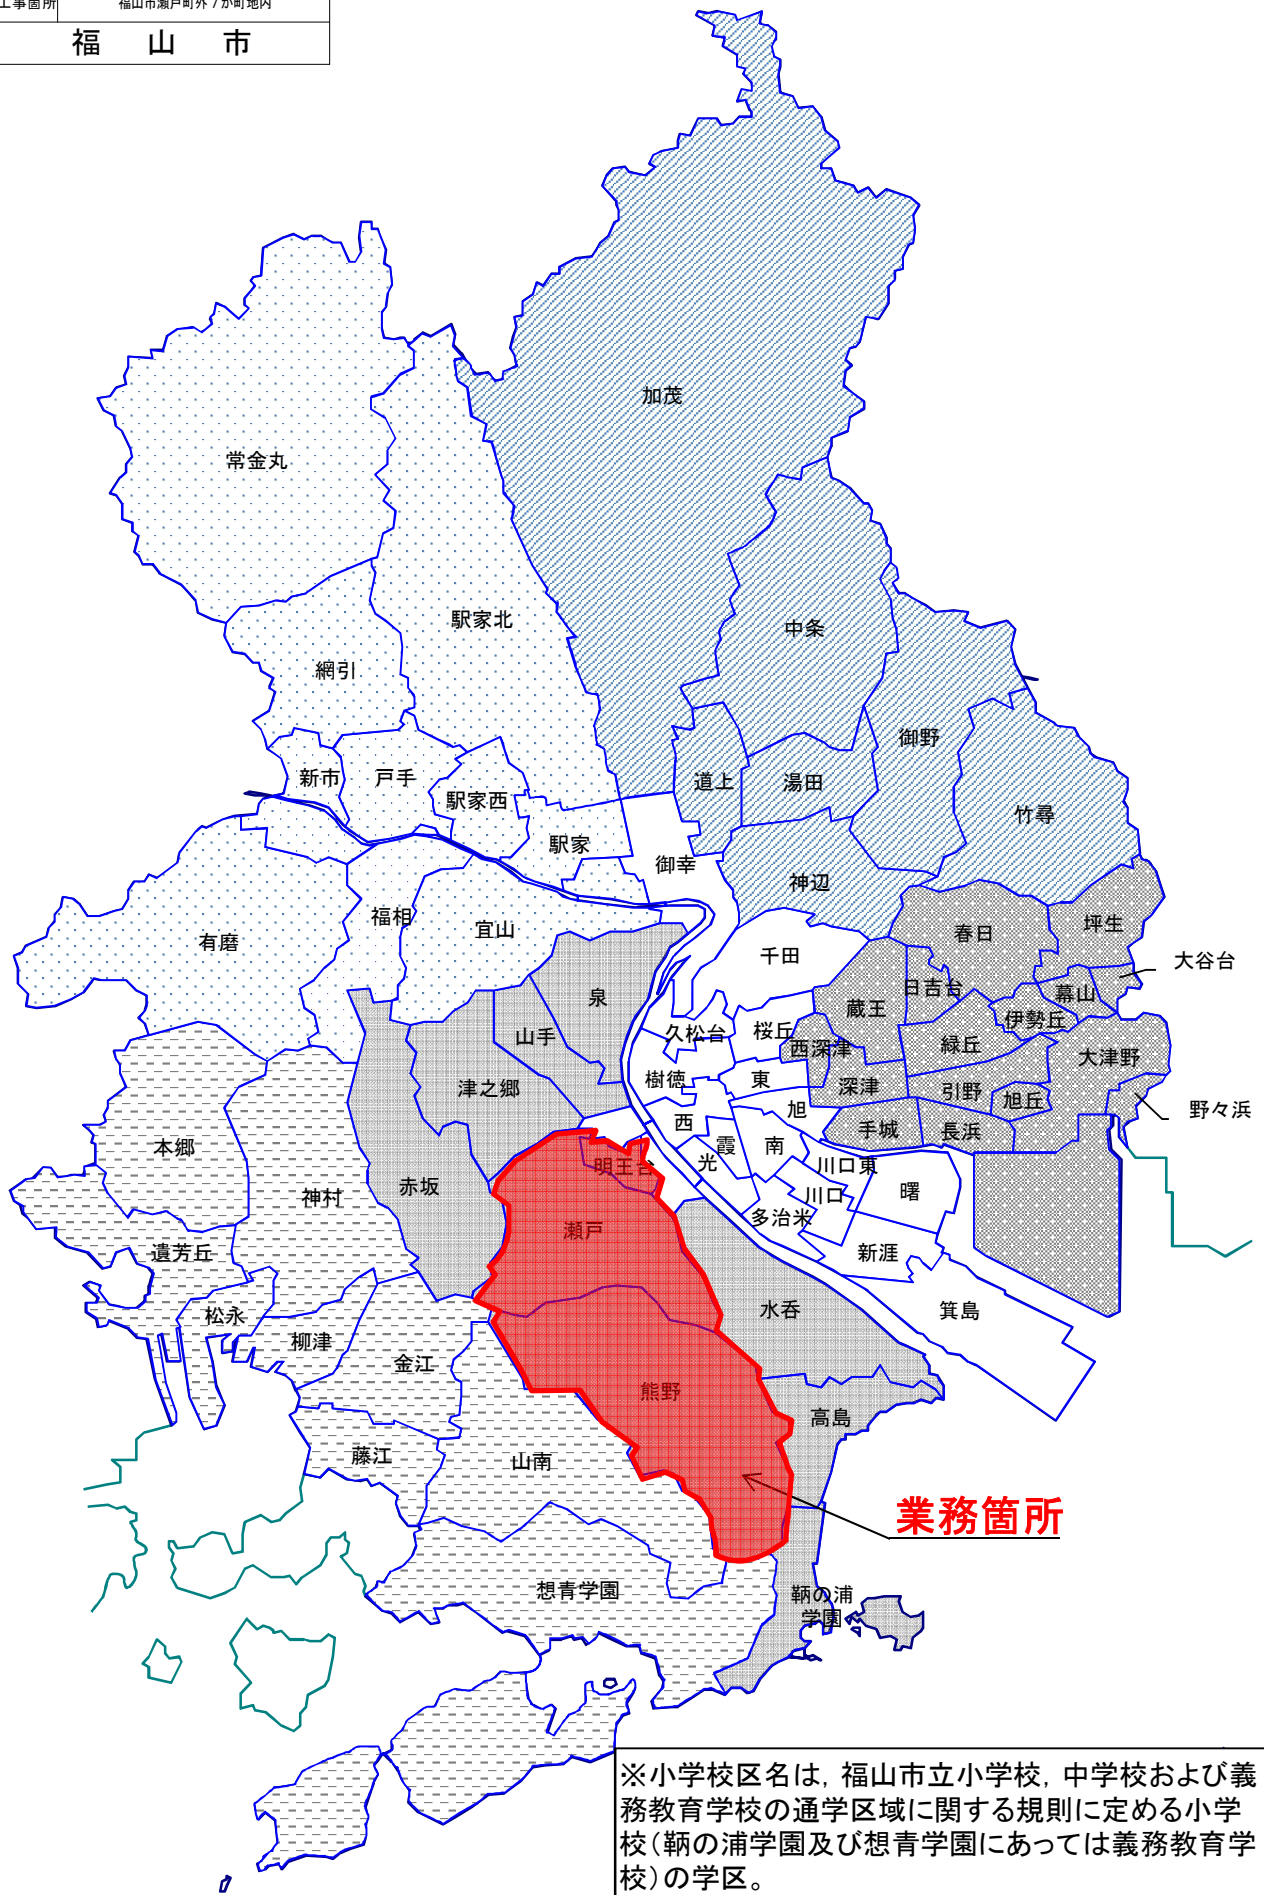 工事箇所 福山市瀬戸町外7か町地内
福山市
加茂
常金丸
駅家北
中条
網引
御野
新市
戸手
駅家西
道上
湯田
竹尋
駅家
御幸
神辺
福相
宜山
有磨
千田
春日
坪生
大谷台
泉
蔵王
日吉台
幕山
山手
久松台
桜丘
西深津
伊勢丘
緑丘
大津野
樹徳
東
深津
引野
旭丘
津之郷
旭
野々浜
西
霞
南
手城
長浜
本郷
神村
赤坂
明王台
光
川口東
川口
曙
瀬戸
多治米
遺芳丘
新涯
松永
水呑
箕島
柳津
金江
熊野
高島
藤江
山南
業務箇所
想青学園
鞆の浦
学園
※小学校区名は,福山市立小学校,中学校および義
務教育学校の通学区域に関する規則に定める小学
校(鞆の浦学園及び想青学園にあっては義務教育学
校)の学区。